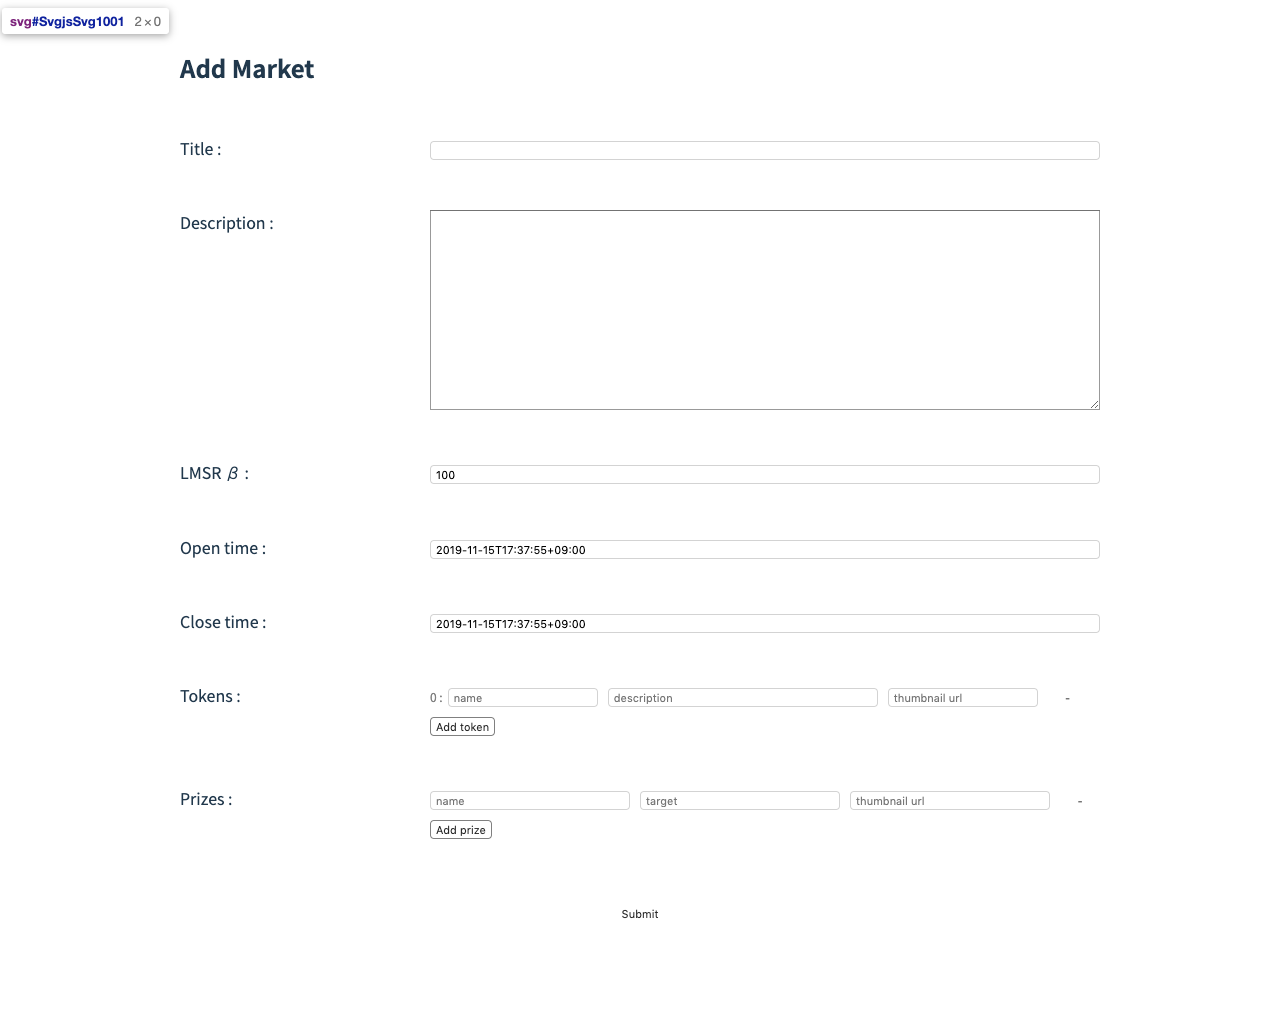 svg#SvgjsSvg1001 2×0
Add Market
Title :
Description :
LMSR β :
100
Open time :
2019-11-15T17:37:55+09:00
Close time :
2019-11-15T17:37:55+09:00
Tokens :
0 : name description thumbnail url -
Add token
Prizes :
name target thumbnail url -
Add prize
Submit